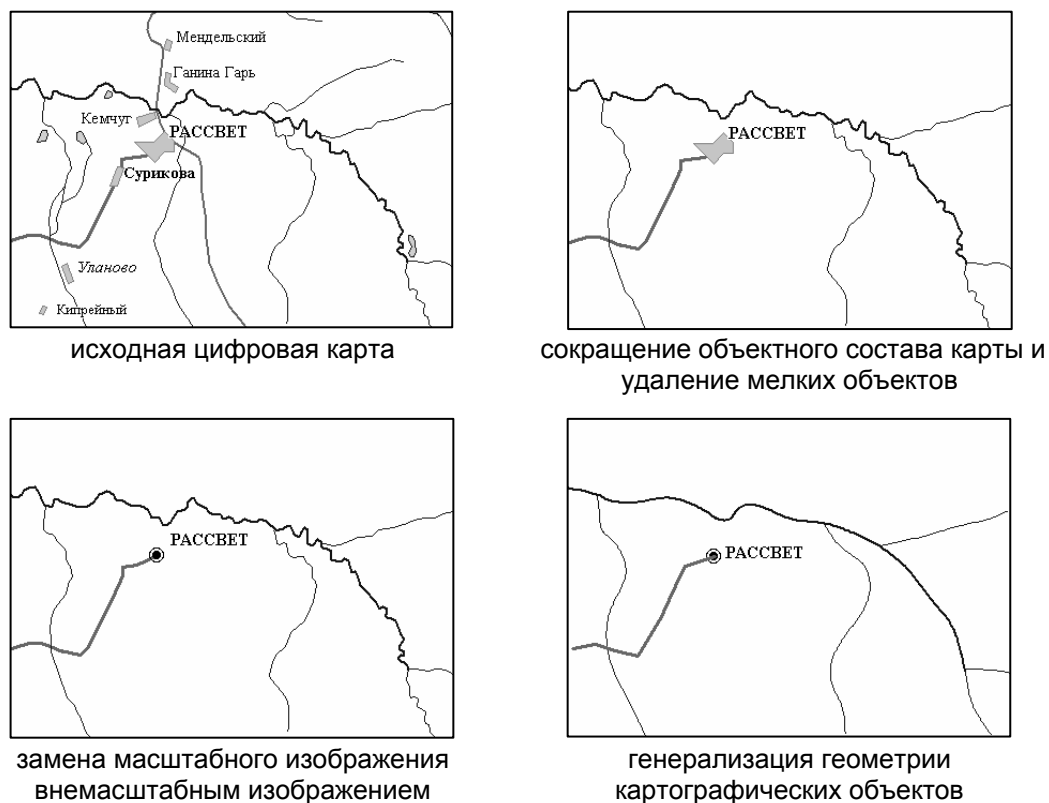 Мендельский
Ганина Гарь
Кемчуг
РАССВЕТ
Сурикова
Уланово
Кипрейный
исходная цифровая карта
РАССВЕТ
сокращение объектного состава карты и
удаление мелких объектов
РАССВЕТ
замена масштабного изображения
внемасштабным изображением
РАССВЕТ
генерализация геометрии
картографических объектов